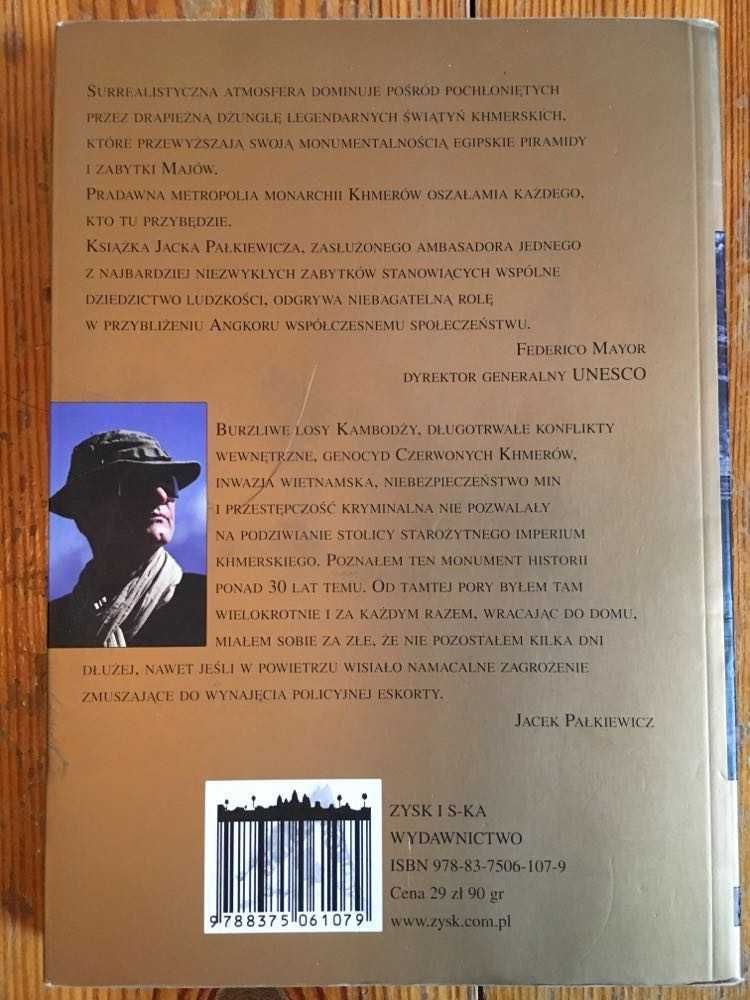 Surrealistyczna atmosfera dominuje pośród pochłoniętych
przez drapieżną dżunglę legendarnych świątyń khmerskich,
które przewyższają swoją monumentalnością egipskie piramidy
i zabytki Majów.
Pradawna metropolia monarchii Khmerów oszałamia każdego,
kto tu przybędzie.
Książka Jacka Pałkiewicza, zasłużonego ambasadora jednego
z najbardziej niezwykłych zabytków stanowiących wspólne
dziedzictwo ludzkości, odgrywa niebagatelną rolę
w przybliżeniu Angkoru współczesnemu społeczeństwu.
Federico Mayor
dyrektor generalny UNESCO
Burzliwe losy Kambodży, długotrwałe konflikty
wewnętrzne, genocyd Czerwonych Khmerów,
inwazja wietnamska, niebezpieczeństwo min
i przestępczość kryminalna nie pozwalały
na podziwianie stolicy starożytnego imperium
khmerskiego. Poznałem ten monument historii
ponad 30 lat temu. Od tamtej pory byłem tam
wielokrotnie i za każdym razem, wracając do domu,
miałem sobie za złe, że nie pozostałem kilka dni
dłużej, nawet jeśli w powietrzu wisiało namacalne zagrożenie
zmuszające do wynajęcia policyjnej eskorty.
Jacek Pałkiewicz
ZYSK I S-KA
WYDAWNICTWO
ISBN 978-83-7506-107-9
Cena 29 zł 90 gr
www.zysk.com.pl
9 788375 061079